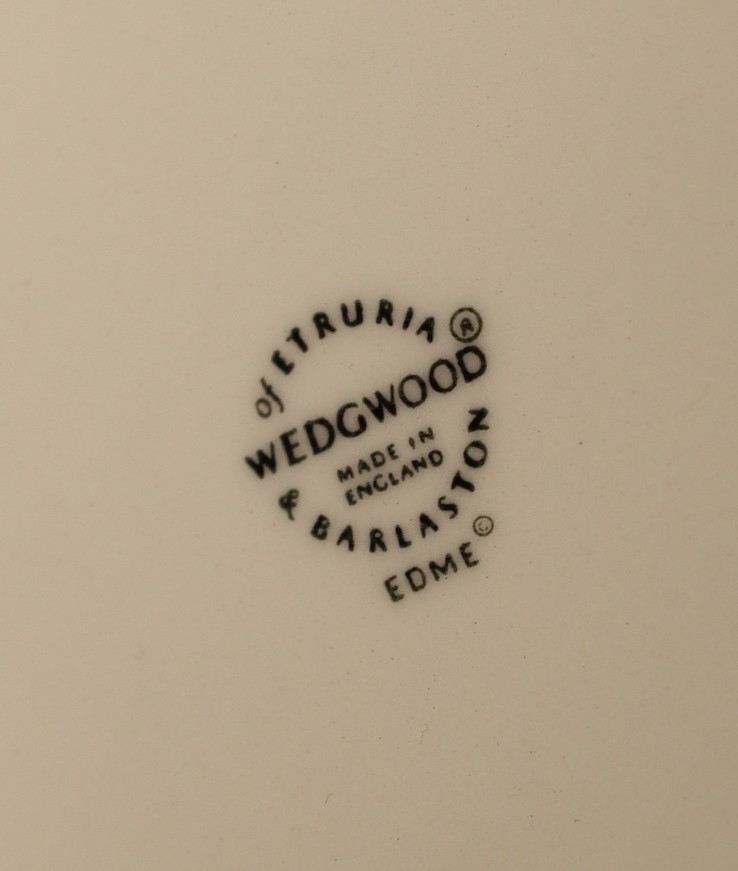 of ETRURIA ®
WEDGWOOD
MADE IN
ENGLAND
& BARLASTON
EDME ©